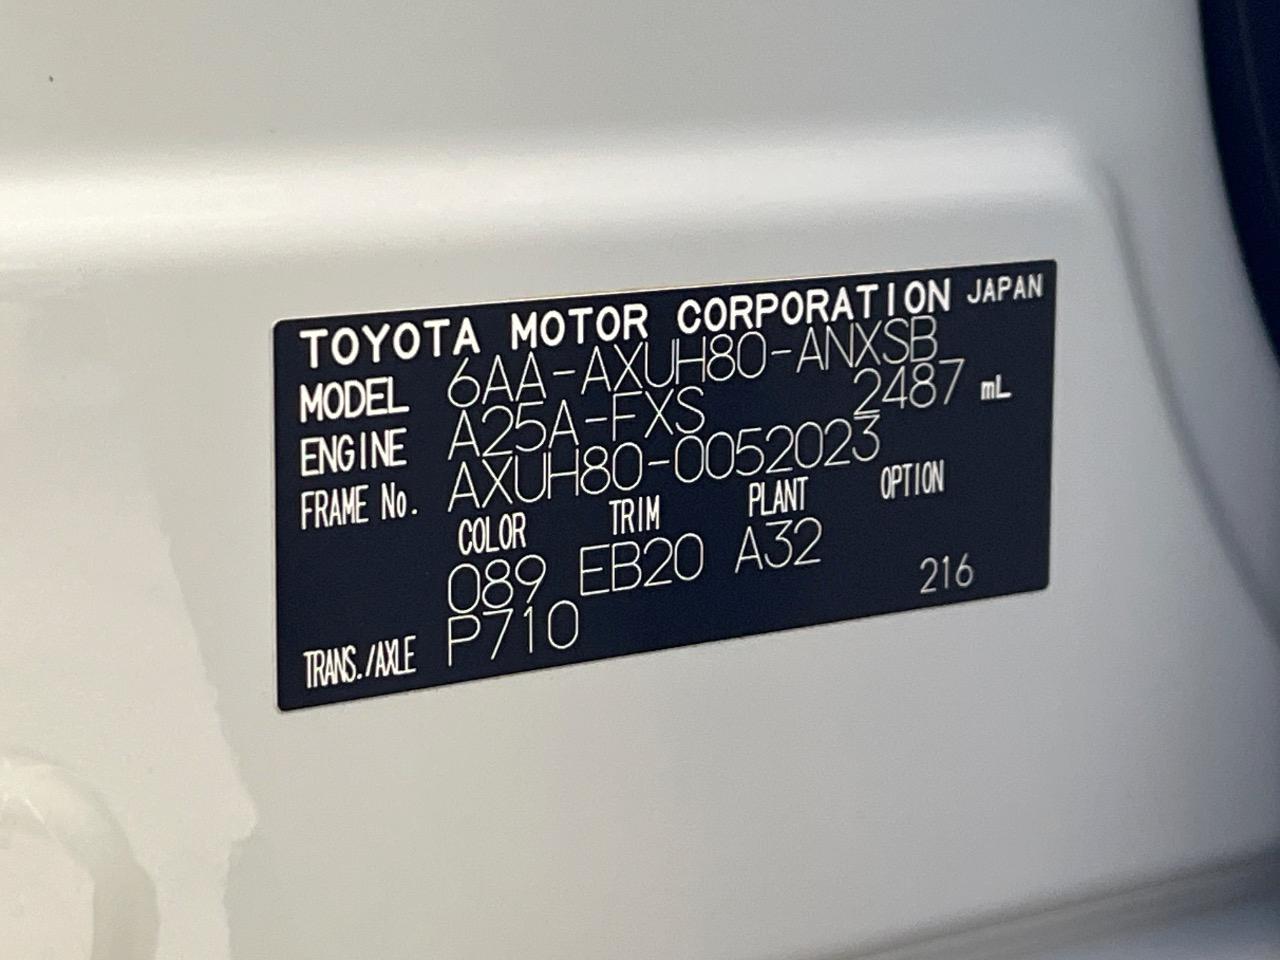 TOYOTA MOTOR CORPORATION JAPAN
MODEL 6AA-AXUH80-ANXSB
ENGINE A25A-FXS 2487 mL
FRAME No. AXUH80-0052023
COLOR TRIM PLANT OPTION
089 EB20 A32
TRANS./AXLE P710 216